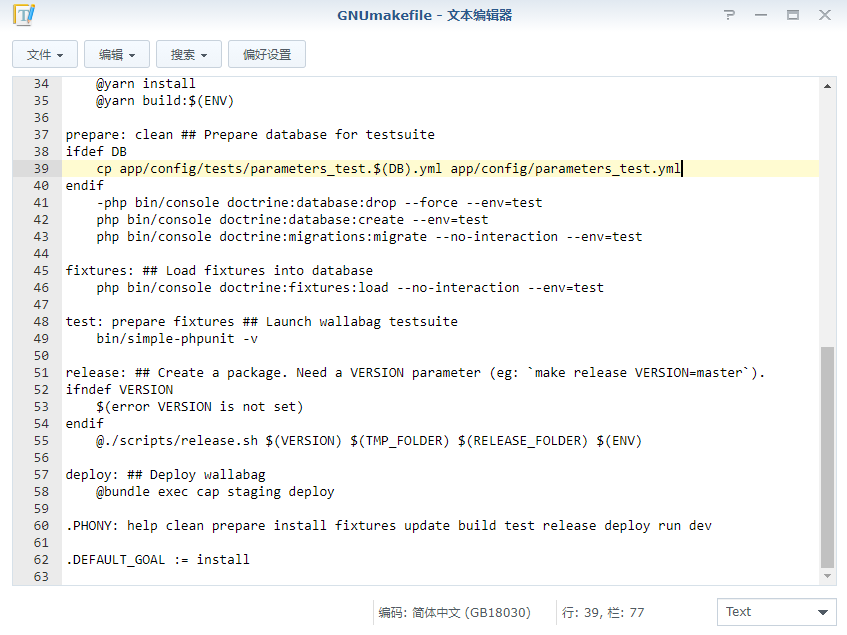 GNUmakefile - 文本编辑器
文件 编辑 搜索 偏好设置
34 @yarn install
35 @yarn build:$(ENV)
36
37 prepare: clean ## Prepare database for testsuite
38 ifdef DB
39 cp app/config/tests/parameters_test.$(DB).yml app/config/parameters_test.yml
40 endif
41 -php bin/console doctrine:database:drop --force --env=test
42 php bin/console doctrine:database:create --env=test
43 php bin/console doctrine:migrations:migrate --no-interaction --env=test
44
45 fixtures: ## Load fixtures into database
46 php bin/console doctrine:fixtures:load --no-interaction --env=test
47
48 test: prepare fixtures ## Launch wallabag testsuite
49 bin/simple-phpunit -v
50
51 release: ## Create a package. Need a VERSION parameter (eg: `make release VERSION=master`).
52 ifndef VERSION
53 $(error VERSION is not set)
54 endif
55 @./scripts/release.sh $(VERSION) $(TMP_FOLDER) $(RELEASE_FOLDER) $(ENV)
56
57 deploy: ## Deploy wallabag
58 @bundle exec cap staging deploy
59
60 .PHONY: help clean prepare install fixtures update build test release deploy run dev
61
62 .DEFAULT_GOAL := install
63
编码: 简体中文 (GB18030) 行: 39, 栏: 77 Text